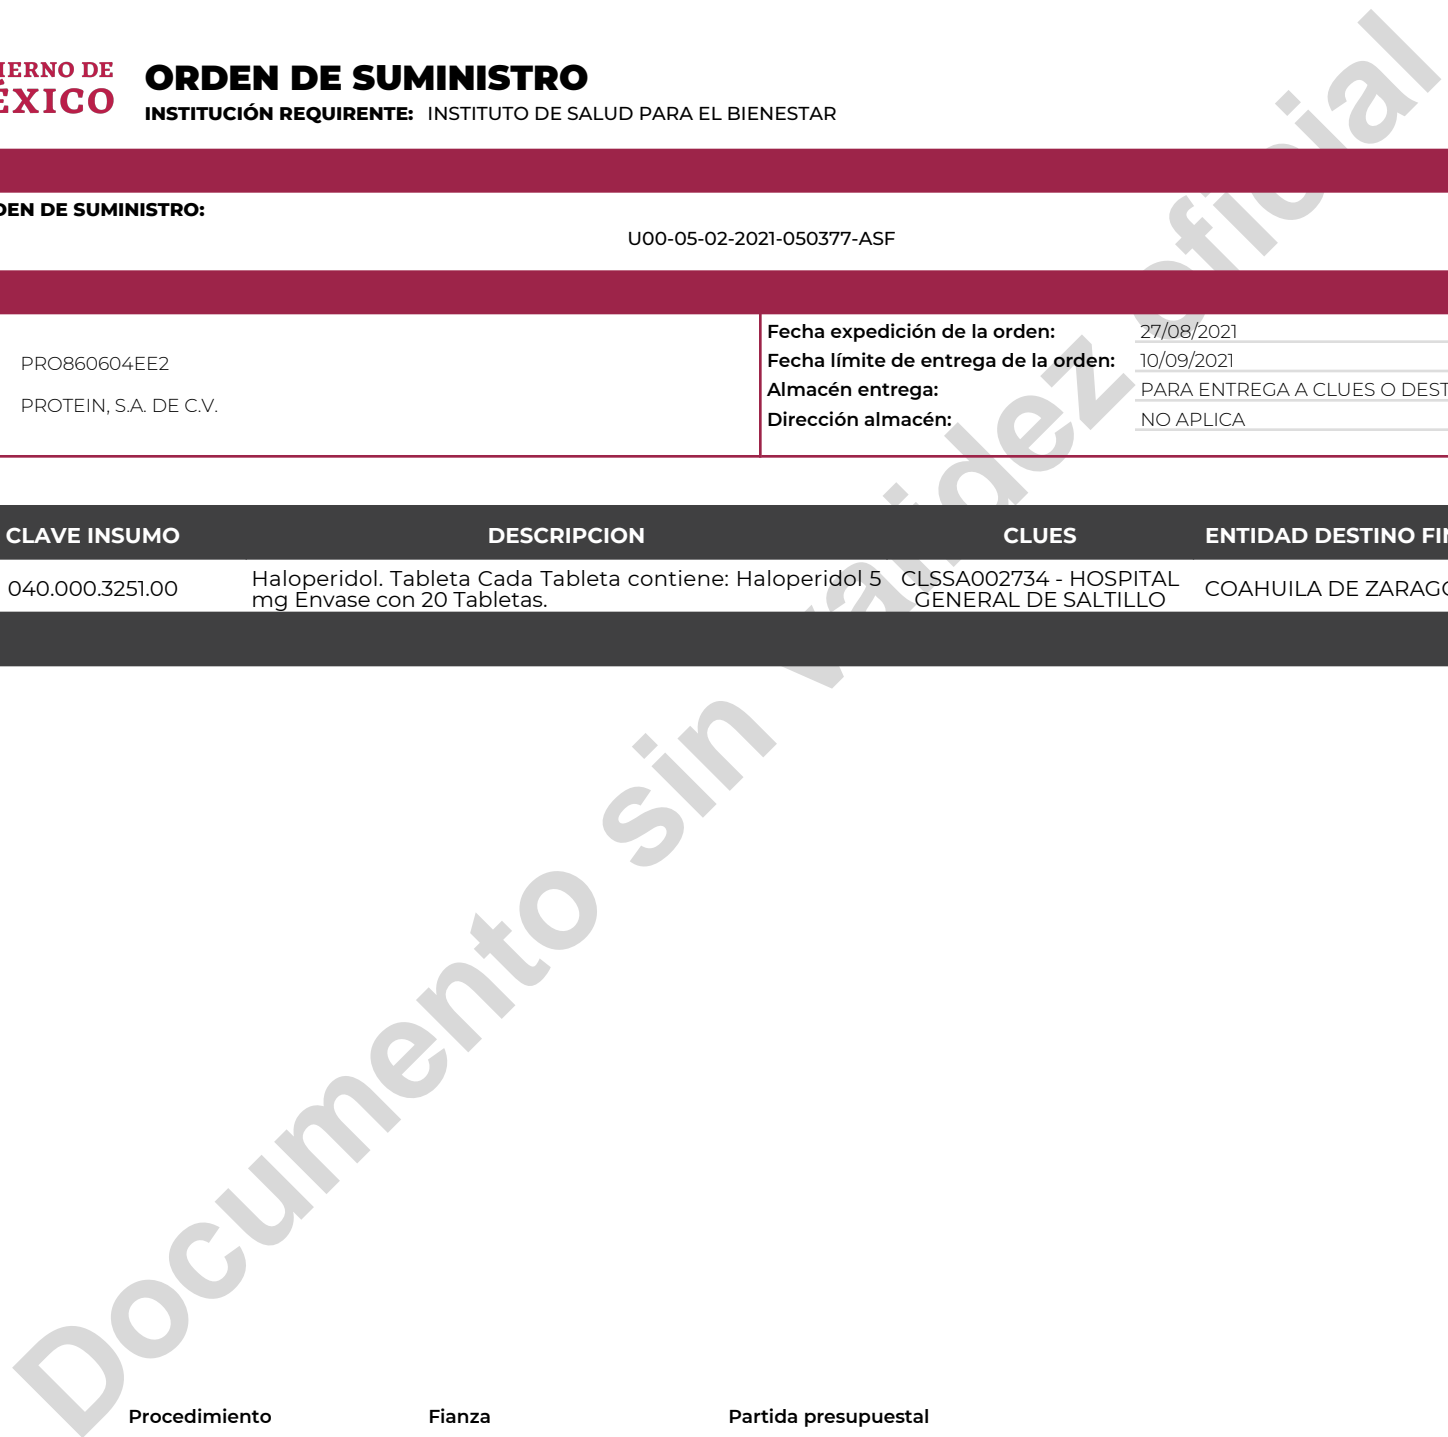 IERNO DE
ÉXICO
ORDEN DE SUMINISTRO
INSTITUCIÓN REQUIRENTE: INSTITUTO DE SALUD PARA EL BIENESTAR
DEN DE SUMINISTRO:
U00-05-02-2021-050377-ASF
PRO860604EE2
PROTEIN, S.A. DE C.V.
Fecha expedición de la orden: 27/08/2021
Fecha límite de entrega de la orden: 10/09/2021
Almacén entrega: PARA ENTREGA A CLUES O DEST
Dirección almacén: NO APLICA
CLAVE INSUMO DESCRIPCION CLUES ENTIDAD DESTINO FIN
040.000.3251.00
Haloperidol. Tableta Cada Tableta contiene: Haloperidol 5
mg Envase con 20 Tabletas.
CLSSA002734 - HOSPITAL
GENERAL DE SALTILLO
COAHUILA DE ZARAGO
Documento sin validez oficial
Procedimiento Fianza Partida presupuestal